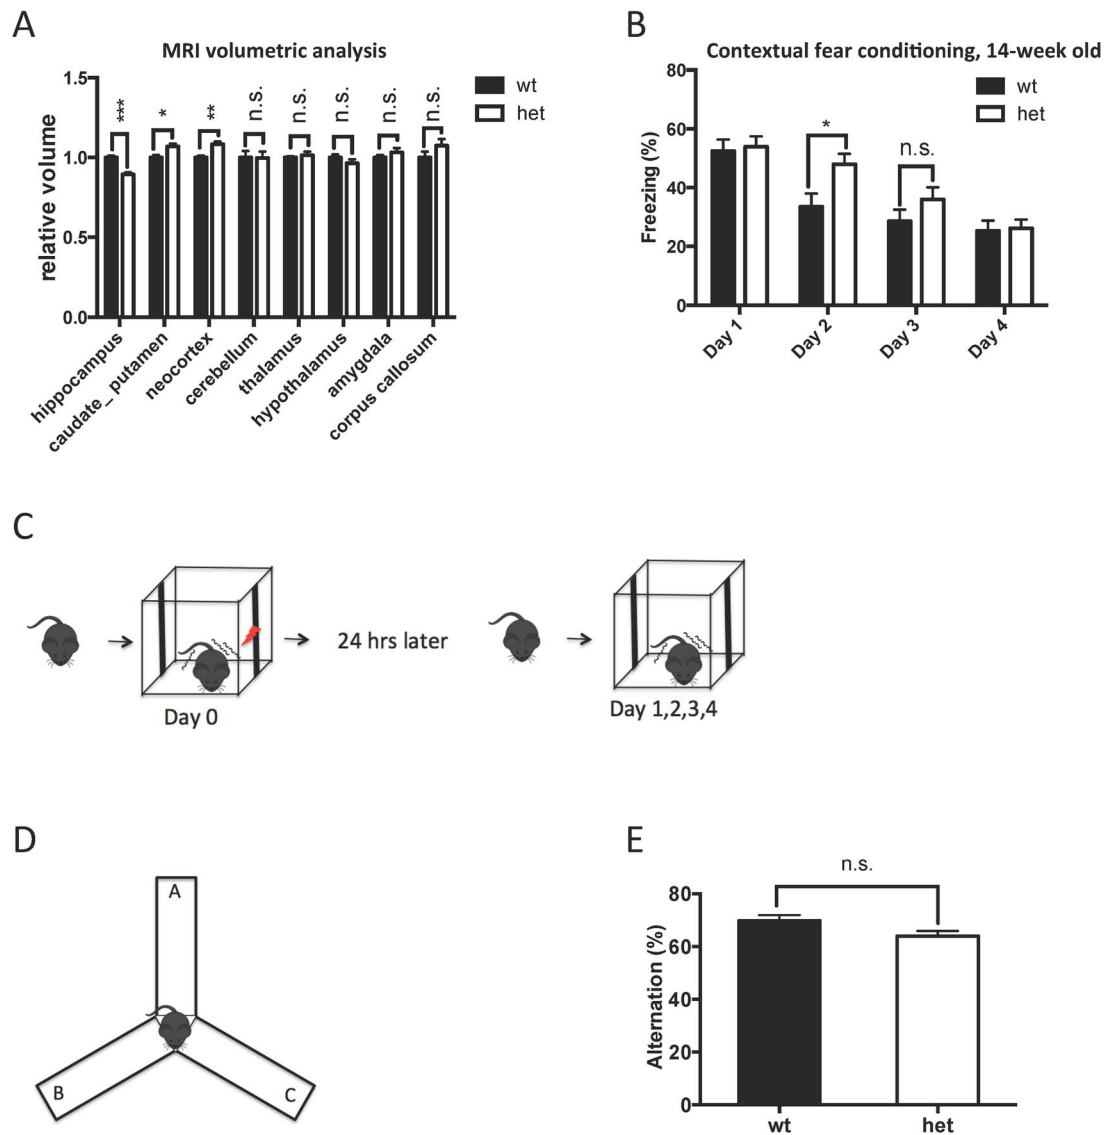 A
MRI volumetric analysis
relative volume
1.5
1.0
0.5
0.0
***
*
**
n.s.
n.s.
n.s.
n.s.
n.s.
wt
het
hippocampus
caudate_ putamen
neocortex
cerebellum
thalamus
hypothalamus
amygdala
corpus callosum
B
Contextual fear conditioning, 14-week old
Freezing (%)
80
60
40
20
0
*
n.s.
wt
het
Day 1
Day 2
Day 3
Day 4
C
24 hrs later
Day 0
Day 1,2,3,4
D
A
B
C
E
n.s.
Alternation (%)
80
60
40
20
0
wt
het